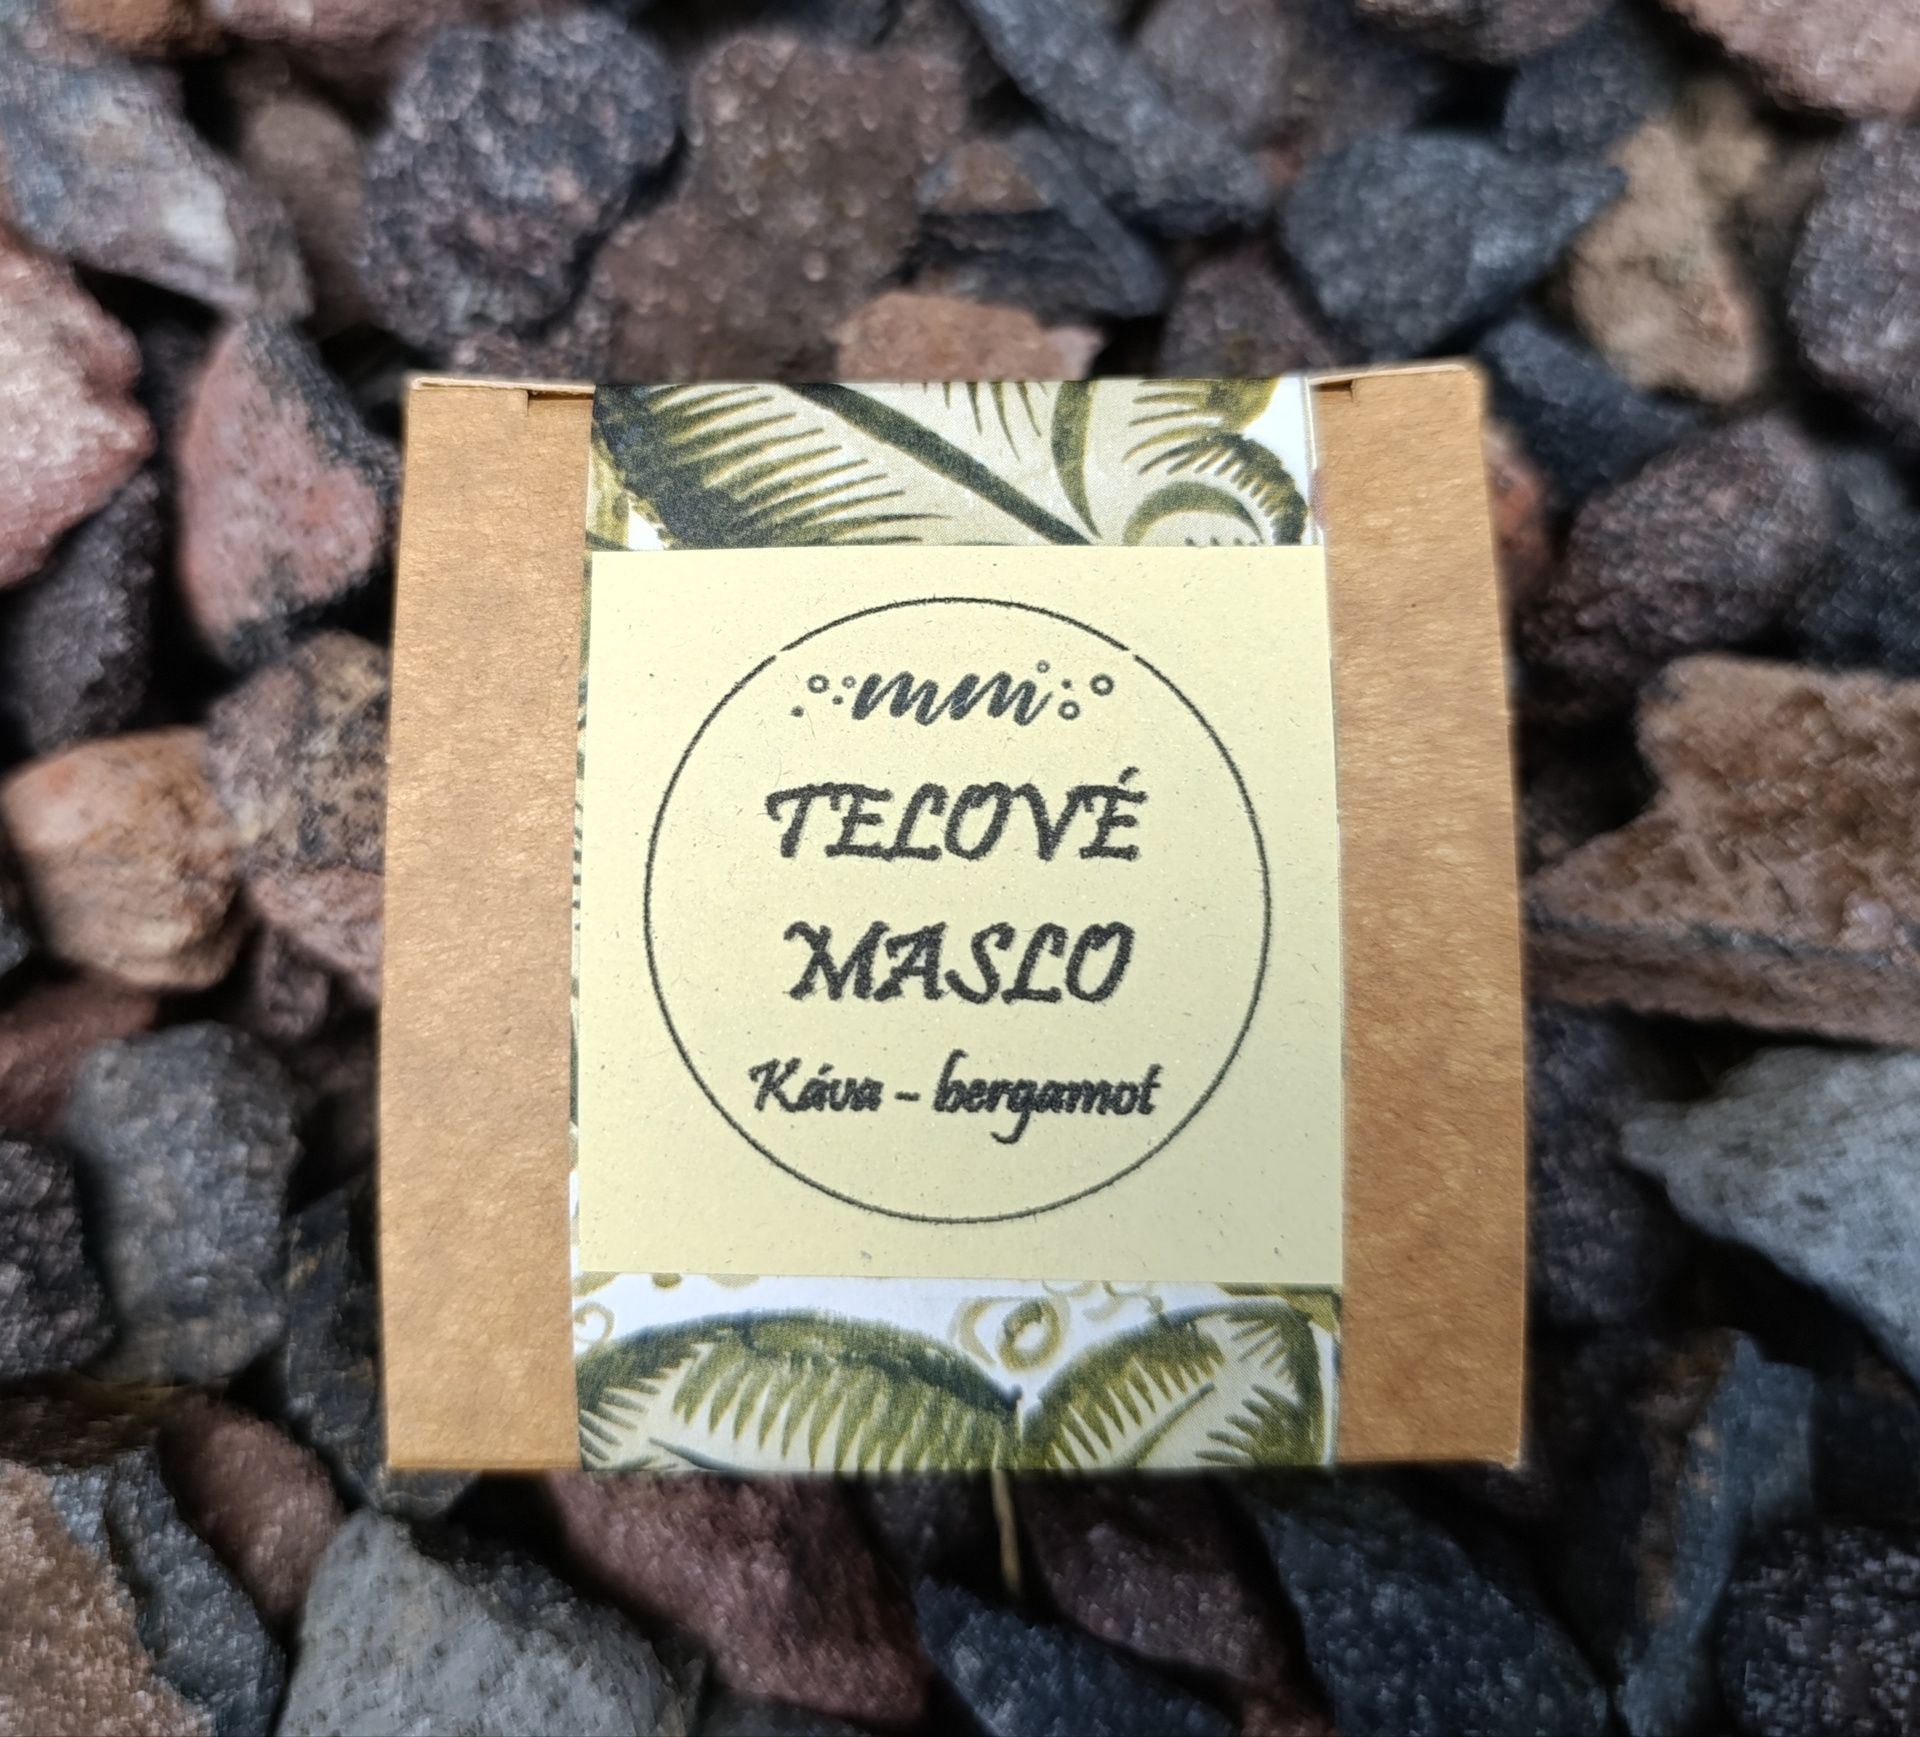 mm
TELOVÉ
MASLO
Káva - bergamot